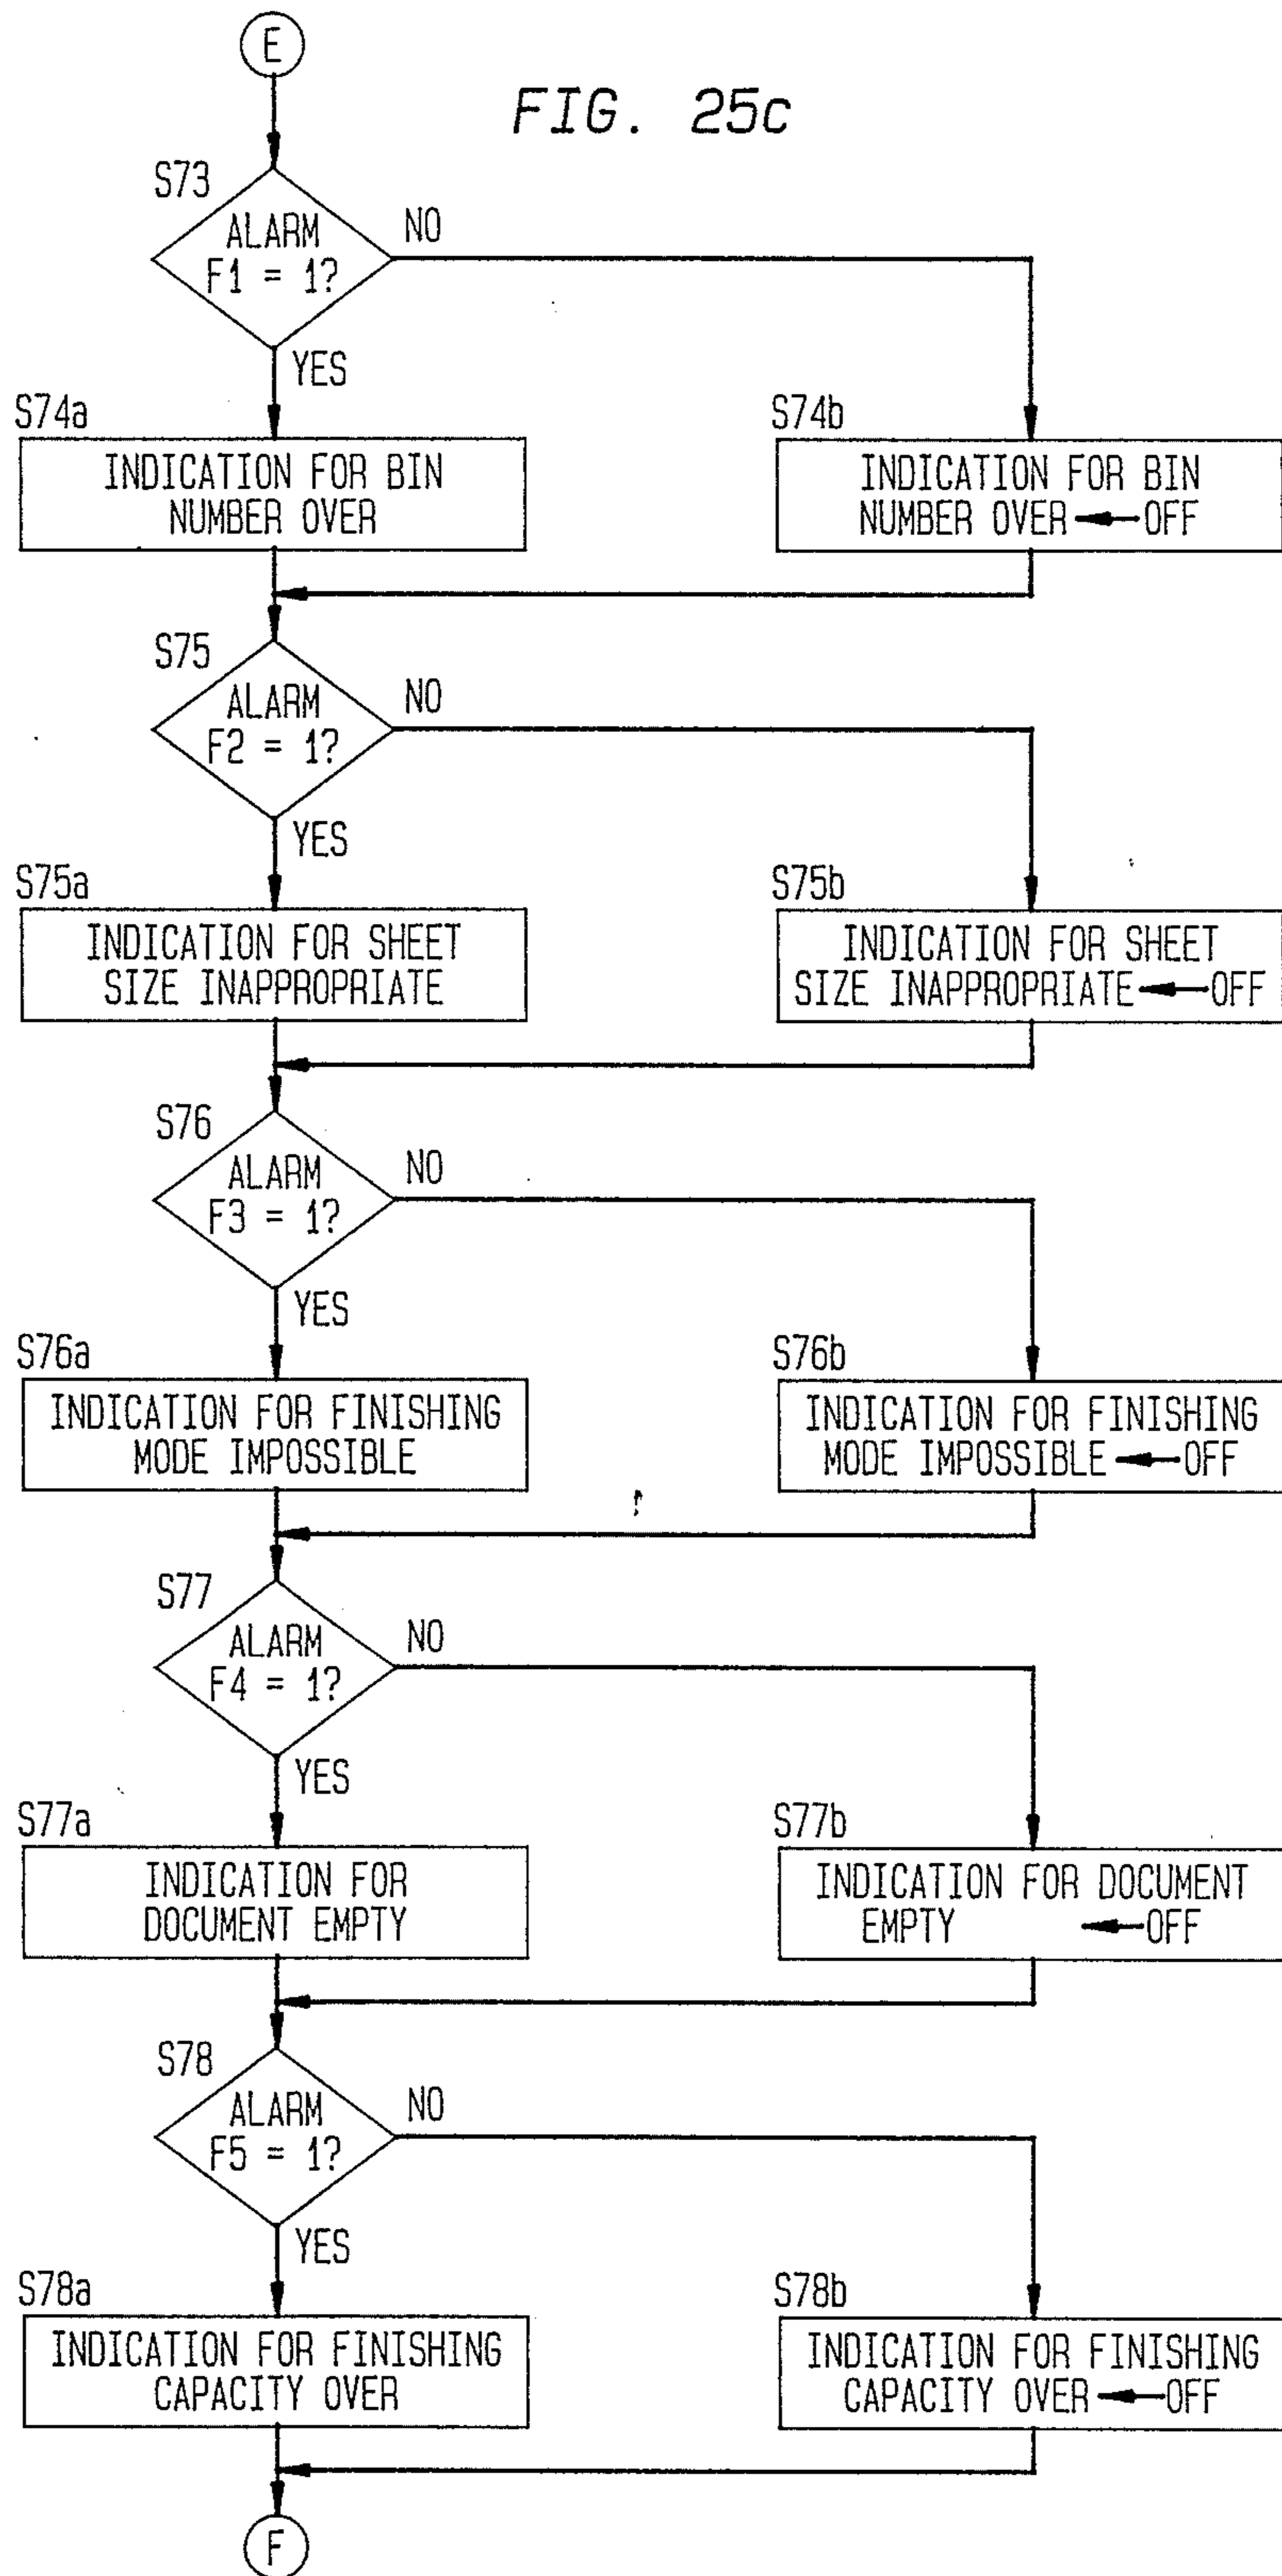 E
FIG. 25c
S73
ALARM
F1 = 1?
NO
YES
S74a
INDICATION FOR BIN
NUMBER OVER
S74b
INDICATION FOR BIN
NUMBER OVER ← OFF
S75
ALARM
F2 = 1?
NO
YES
S75a
INDICATION FOR SHEET
SIZE INAPPROPRIATE
S75b
INDICATION FOR SHEET
SIZE INAPPROPRIATE ← OFF
S76
ALARM
F3 = 1?
NO
YES
S76a
INDICATION FOR FINISHING
MODE IMPOSSIBLE
S76b
INDICATION FOR FINISHING
MODE IMPOSSIBLE ← OFF
S77
ALARM
F4 = 1?
NO
YES
S77a
INDICATION FOR
DOCUMENT EMPTY
S77b
INDICATION FOR DOCUMENT
EMPTY ← OFF
S78
ALARM
F5 = 1?
NO
YES
S78a
INDICATION FOR FINISHING
CAPACITY OVER
S78b
INDICATION FOR FINISHING
CAPACITY OVER ← OFF
F